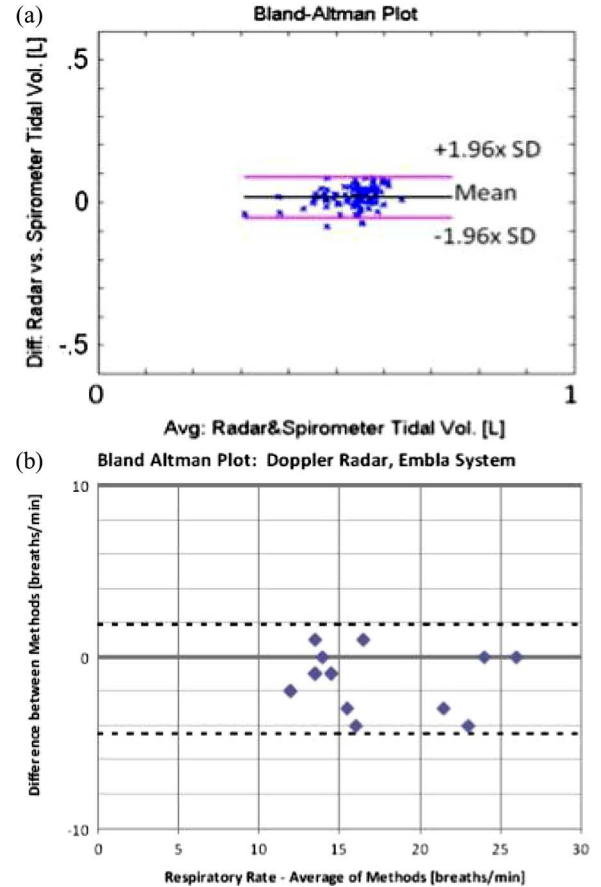 (a)
Bland-Altman Plot
Diff. Radar vs. Spirometer Tidal Vol. [L]
.5
0
-.5
+1.96x SD
Mean
-1.96x SD
0
1
Avg: Radar&Spirometer Tidal Vol. [L]
(b)
Bland Altman Plot: Doppler Radar, Embla System
Difference between Methods [breaths/min]
10
0
-10
0 5 10 15 20 25 30
Respiratory Rate - Average of Methods [breaths/min]